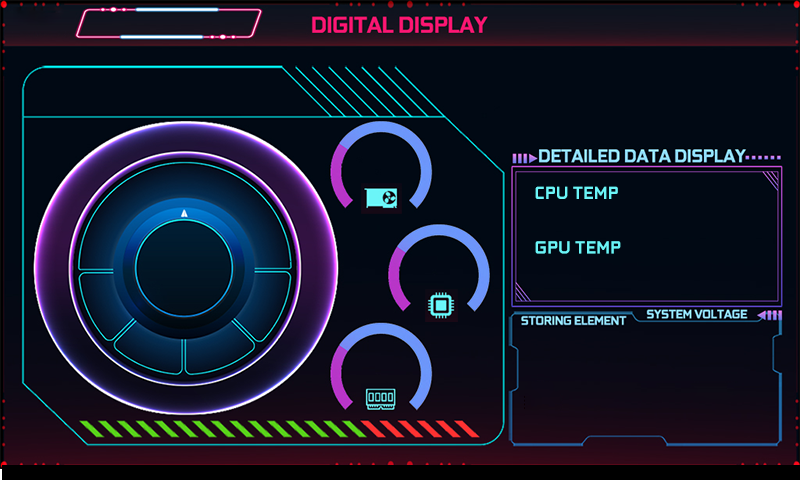 DIGITAL DISPLAY
DETAILED DATA DISPLAY
CPU TEMP
GPU TEMP
STORING ELEMENT
SYSTEM VOLTAGE